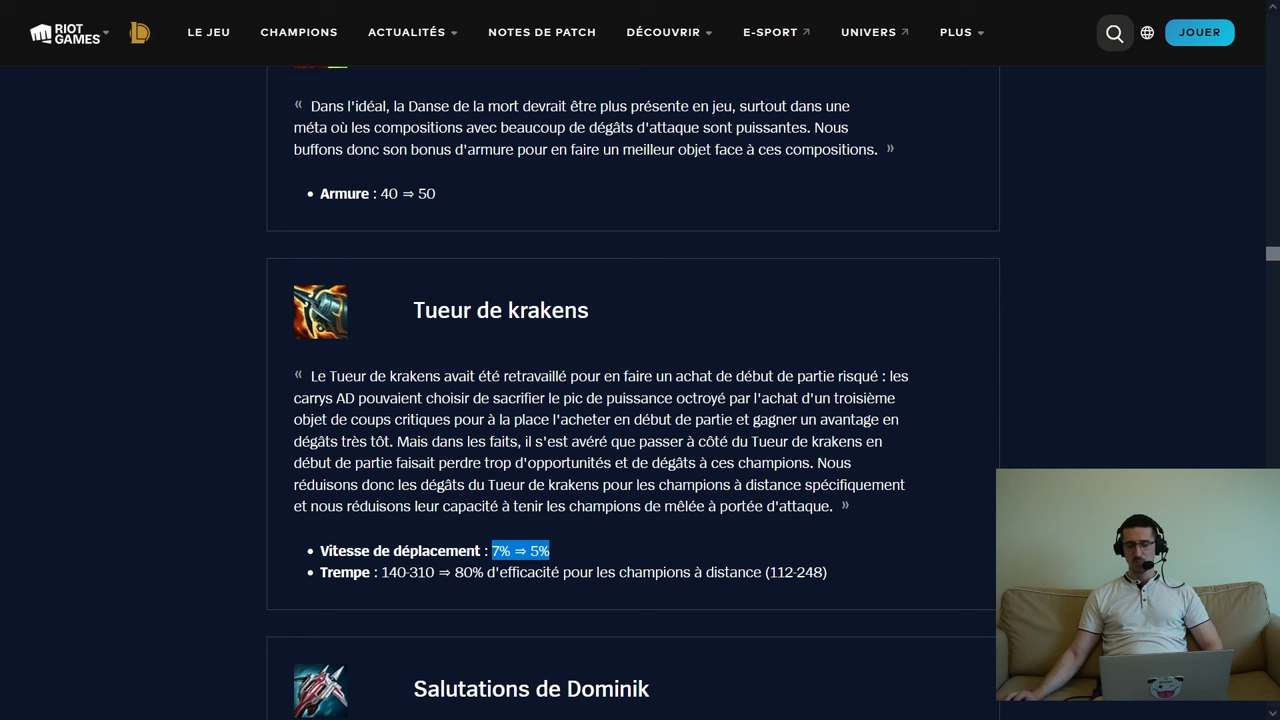 RIOT GAMES
LE JEU
CHAMPIONS
ACTUALITÉS
NOTES DE PATCH
DÉCOUVRIR
E-SPORT
UNIVERS
PLUS
JOUER
« Dans l'idéal, la Danse de la mort devrait être plus présente en jeu, surtout dans une
méta où les compositions avec beaucoup de dégâts d'attaque sont puissantes. Nous
buffons donc son bonus d'armure pour en faire un meilleur objet face à ces compositions. »
• Armure : 40 ⇒ 50
Tueur de krakens
« Le Tueur de krakens avait été retravaillé pour en faire un achat de début de partie risqué : les
carrys AD pouvaient choisir de sacrifier le pic de puissance octroyé par l'achat d'un troisième
objet de coups critiques pour à la place l'acheter en début de partie et gagner un avantage en
dégâts très tôt. Mais dans les faits, il s'est avéré que passer à côté du Tueur de krakens en
début de partie faisait perdre trop d'opportunités et de dégâts à ces champions. Nous
réduisons donc les dégâts du Tueur de krakens pour les champions à distance spécifiquement
et nous réduisons leur capacité à tenir les champions de mêlée à portée d'attaque. »
• Vitesse de déplacement : 7% ⇒ 5%
• Trempe : 140-310 ⇒ 80% d'efficacité pour les champions à distance (112-248)
Salutations de Dominik